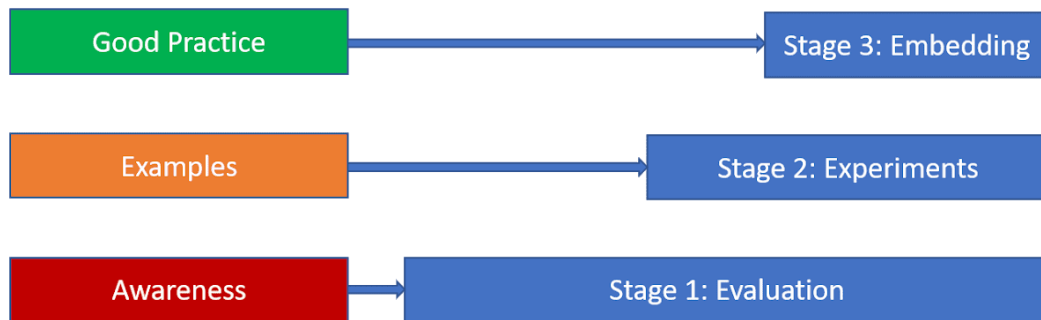 Good Practice
Stage 3: Embedding
Examples
Stage 2: Experiments
Awareness
Stage 1: Evaluation